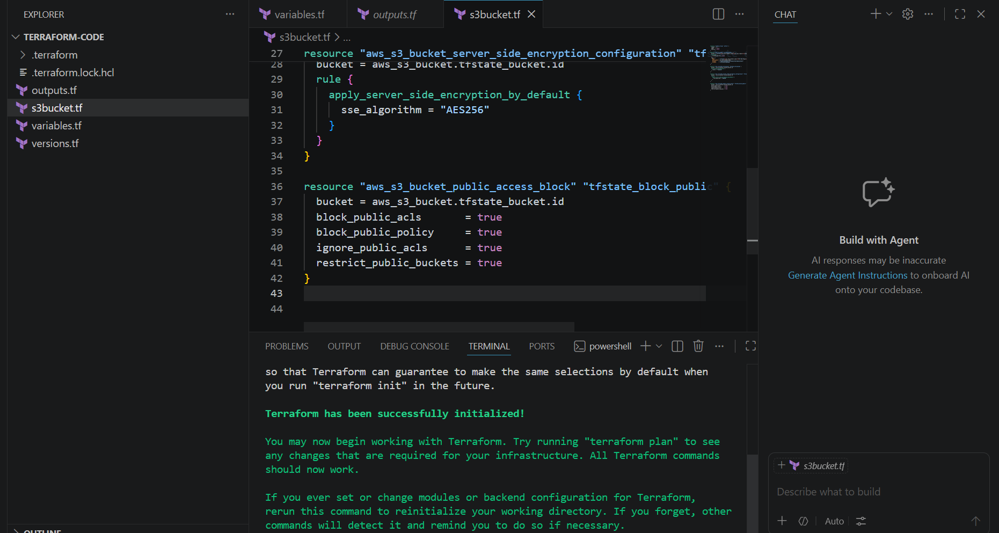 EXPLORER
TERRAFORM-CODE
.terraform
.terraform.lock.hcl
outputs.tf
s3bucket.tf
variables.tf
versions.tf
OUTLINE
variables.tf
outputs.tf
s3bucket.tf
s3bucket.tf > ...
27 resource "aws_s3_bucket_server_side_encryption_configuration" "tf
28 bucket = aws_s3_bucket.tfstate_bucket.id
29 rule {
30 apply_server_side_encryption_by_default {
31 sse_algorithm = "AES256"
32 }
33 }
34 }
35
36 resource "aws_s3_bucket_public_access_block" "tfstate_block_public" {
37 bucket = aws_s3_bucket.tfstate_bucket.id
38 block_public_acls = true
39 block_public_policy = true
40 ignore_public_acls = true
41 restrict_public_buckets = true
42 }
43
44
PROBLEMS
OUTPUT
DEBUG CONSOLE
TERMINAL
PORTS
powershell
so that Terraform can guarantee to make the same selections by default when
you run "terraform init" in the future.
Terraform has been successfully initialized!
You may now begin working with Terraform. Try running "terraform plan" to see
any changes that are required for your infrastructure. All Terraform commands
should now work.
If you ever set or change modules or backend configuration for Terraform,
rerun this command to reinitialize your working directory. If you forget, other
commands will detect it and remind you to do so if necessary.
CHAT
Build with Agent
AI responses may be inaccurate
Generate Agent Instructions to onboard AI
onto your codebase.
s3bucket.tf
Describe what to build
Auto